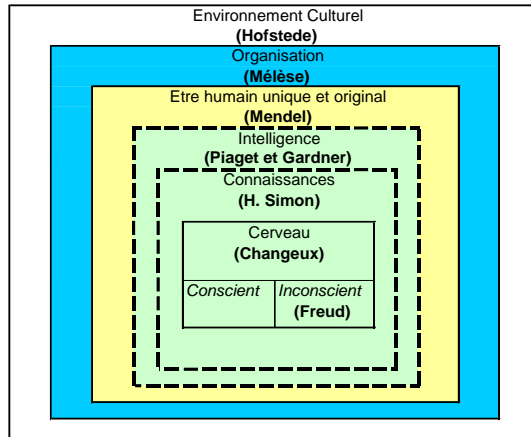 Environnement Culturel
(Hofstede)
Organisation
(Mélèse)
Etre humain unique et original
(Mendel)
Intelligence
(Piaget et Gardner)
Connaissances
(H. Simon)
Cerveau
(Changeux)
Conscient
Inconscient
(Freud)